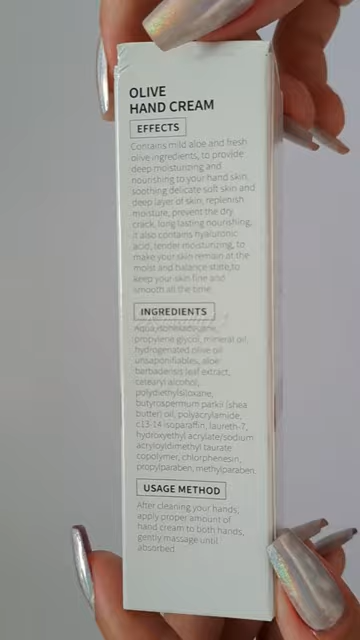 OLIVE
HAND CREAM
EFFECTS
Contains mild aloe and fresh
olive ingredients, to provide
deep moisturizing and
nourishing to your hand skin,
soothing delicate soft skin and
deep layer of skin, replenish
moisture, prevent the dry
crack, long lasting nourishing,
it also contains hyaluronic
acid, tender moisturizing, to
make your skin remain at the
moist and balance state,to
keep your skin fine and
smooth all the time.
INGREDIENTS
Aqua,
propylene glycol, mineral oil,
hydrogenated olive oil
unsaponifiables, aloe
barbadensis leaf extract,
cetearyl alcohol,
polydiethylsiloxane,
butyrospermum parkii (shea
butter) oil, polyacrylamide,
c13-14 isoparaffin, laureth-7,
hydroxyethyl acrylate/sodium
acryloyldimethyl taurate
copolymer, chlorphenesin,
propylparaben, methylparaben.
USAGE METHOD
After cleaning your hands,
apply proper amount of
hand cream to both hands,
gently massage until
absorbed